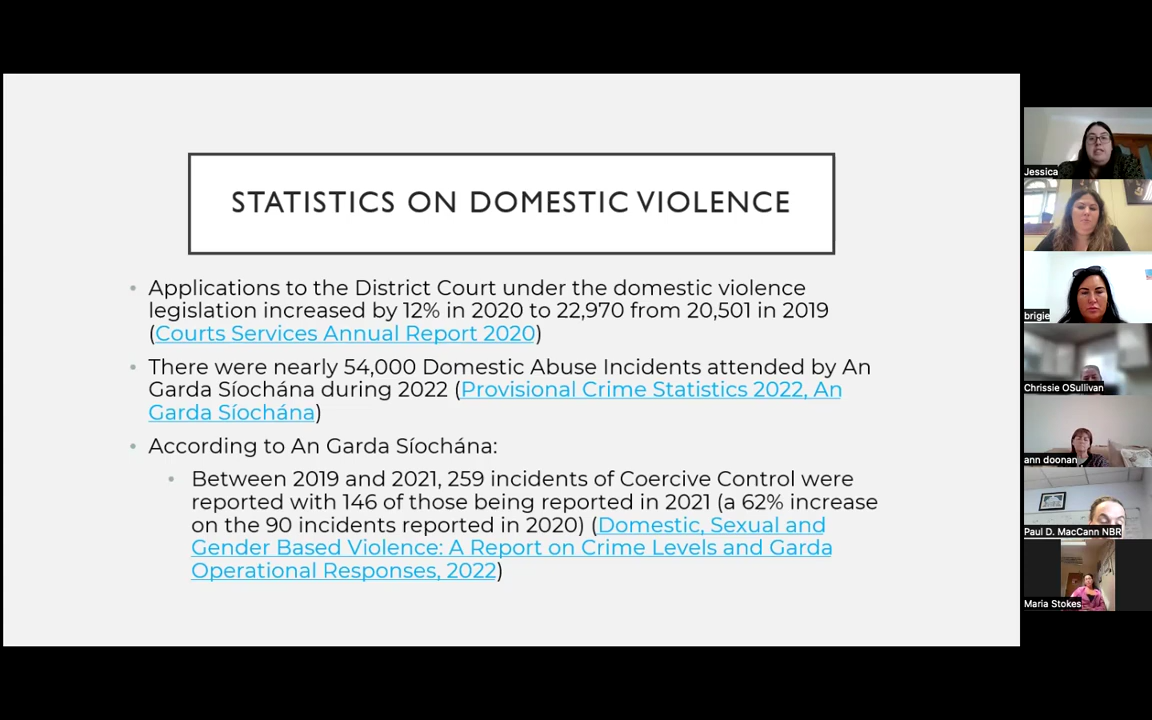 STATISTICS ON DOMESTIC VIOLENCE
• Applications to the District Court under the domestic violence
legislation increased by 12% in 2020 to 22,970 from 20,501 in 2019
(Courts Services Annual Report 2020)
• There were nearly 54,000 Domestic Abuse Incidents attended by An
Garda Síochána during 2022 (Provisional Crime Statistics 2022, An
Garda Síochána)
• According to An Garda Síochána:
• Between 2019 and 2021, 259 incidents of Coercive Control were
reported with 146 of those being reported in 2021 (a 62% increase
on the 90 incidents reported in 2020) (Domestic, Sexual and
Gender Based Violence: A Report on Crime Levels and Garda
Operational Responses, 2022)
Jessica
brigie
Chrissie OSullivan
ann doonan
Paul D. MacCann NBR
Maria Stokes